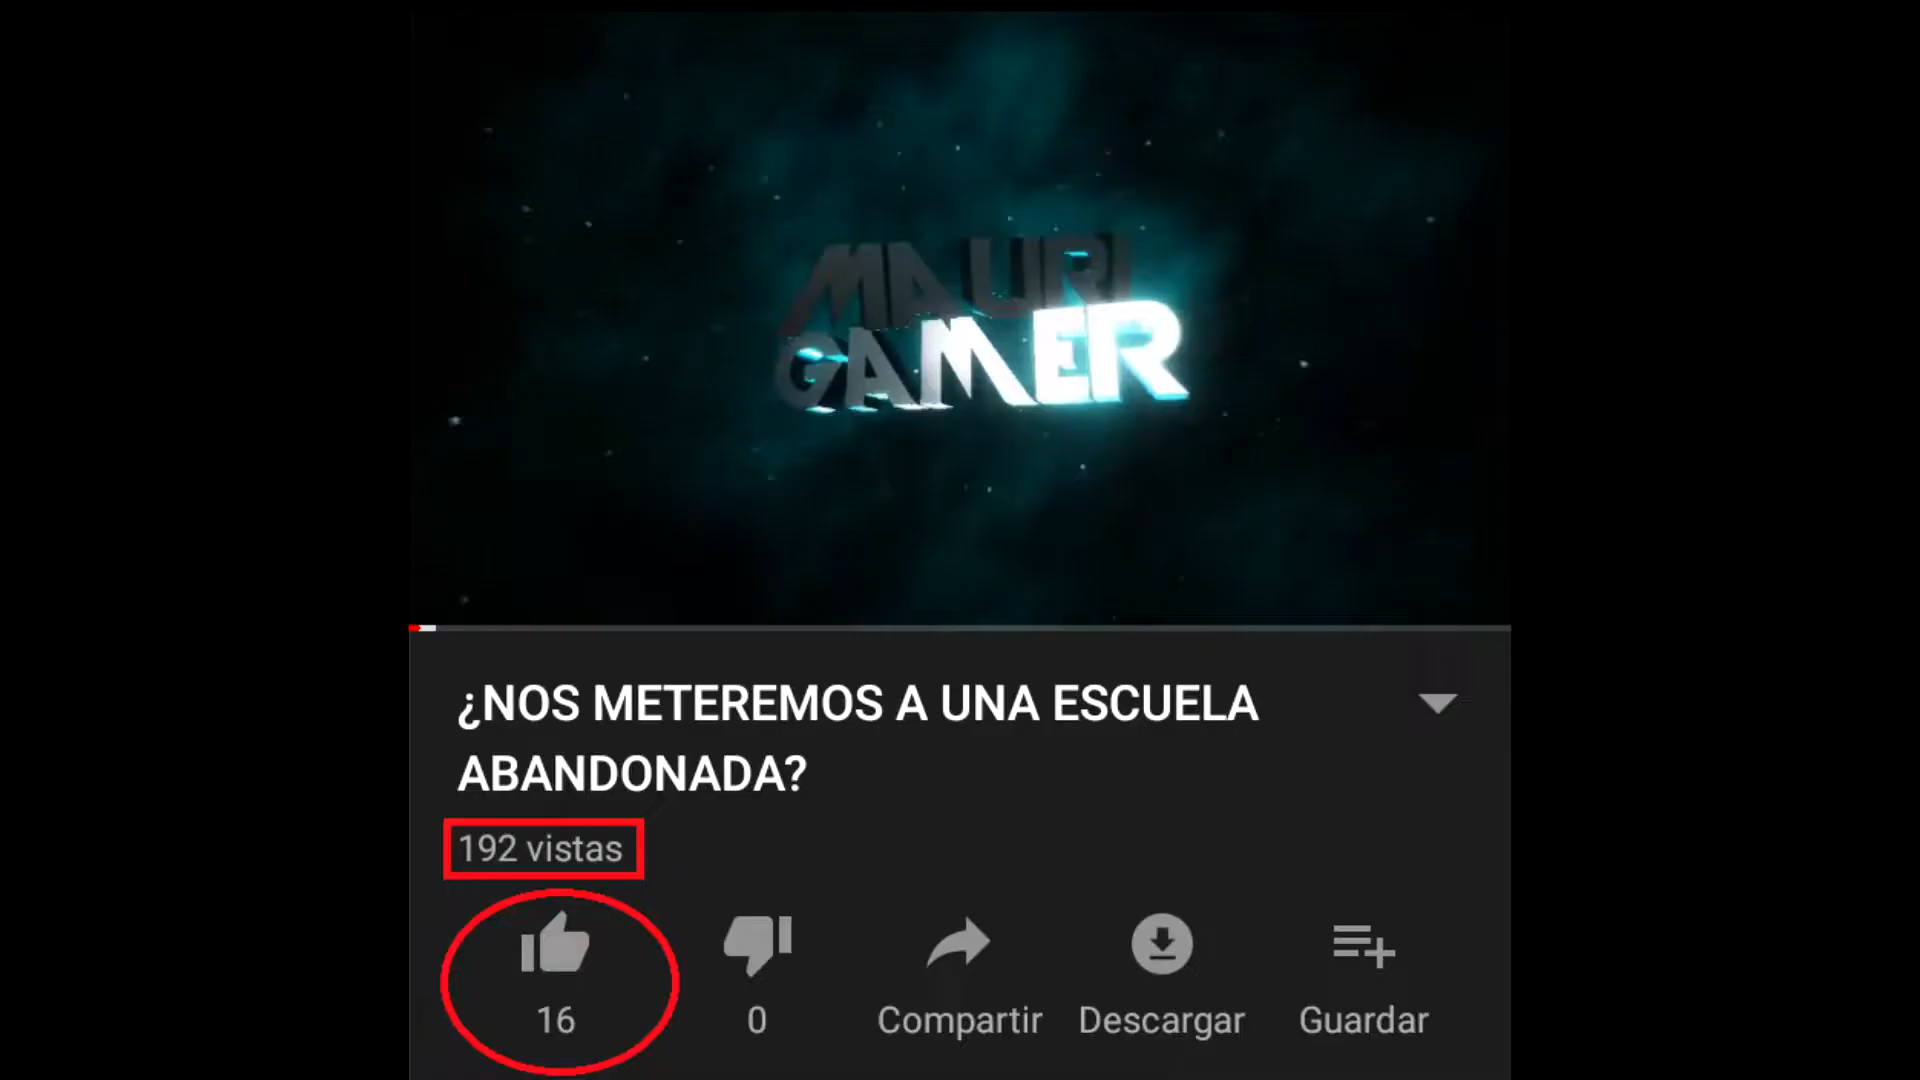 MAURI
GAMER
¿NOS METEREMOS A UNA ESCUELA
ABANDONADA?
192 vistas
16
0
Compartir
Descargar
Guardar